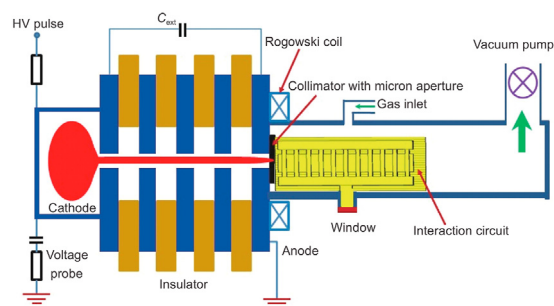 HV pulse
Cext
Rogowski coil
Vacuum pump
Collimator with micron aperture
Gas inlet
Cathode
Window
Interaction circuit
Anode
Voltage
probe
Insulator